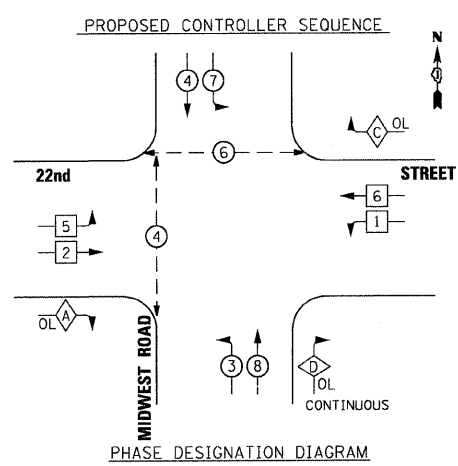 PROPOSED CONTROLLER SEQUENCE
N
4 7
C OL
6
22nd STREET
6
5 1
2 4
A
OL
MIDWEST ROAD
3 8 D
OL
CONTINUOUS
PHASE DESIGNATION DIAGRAM